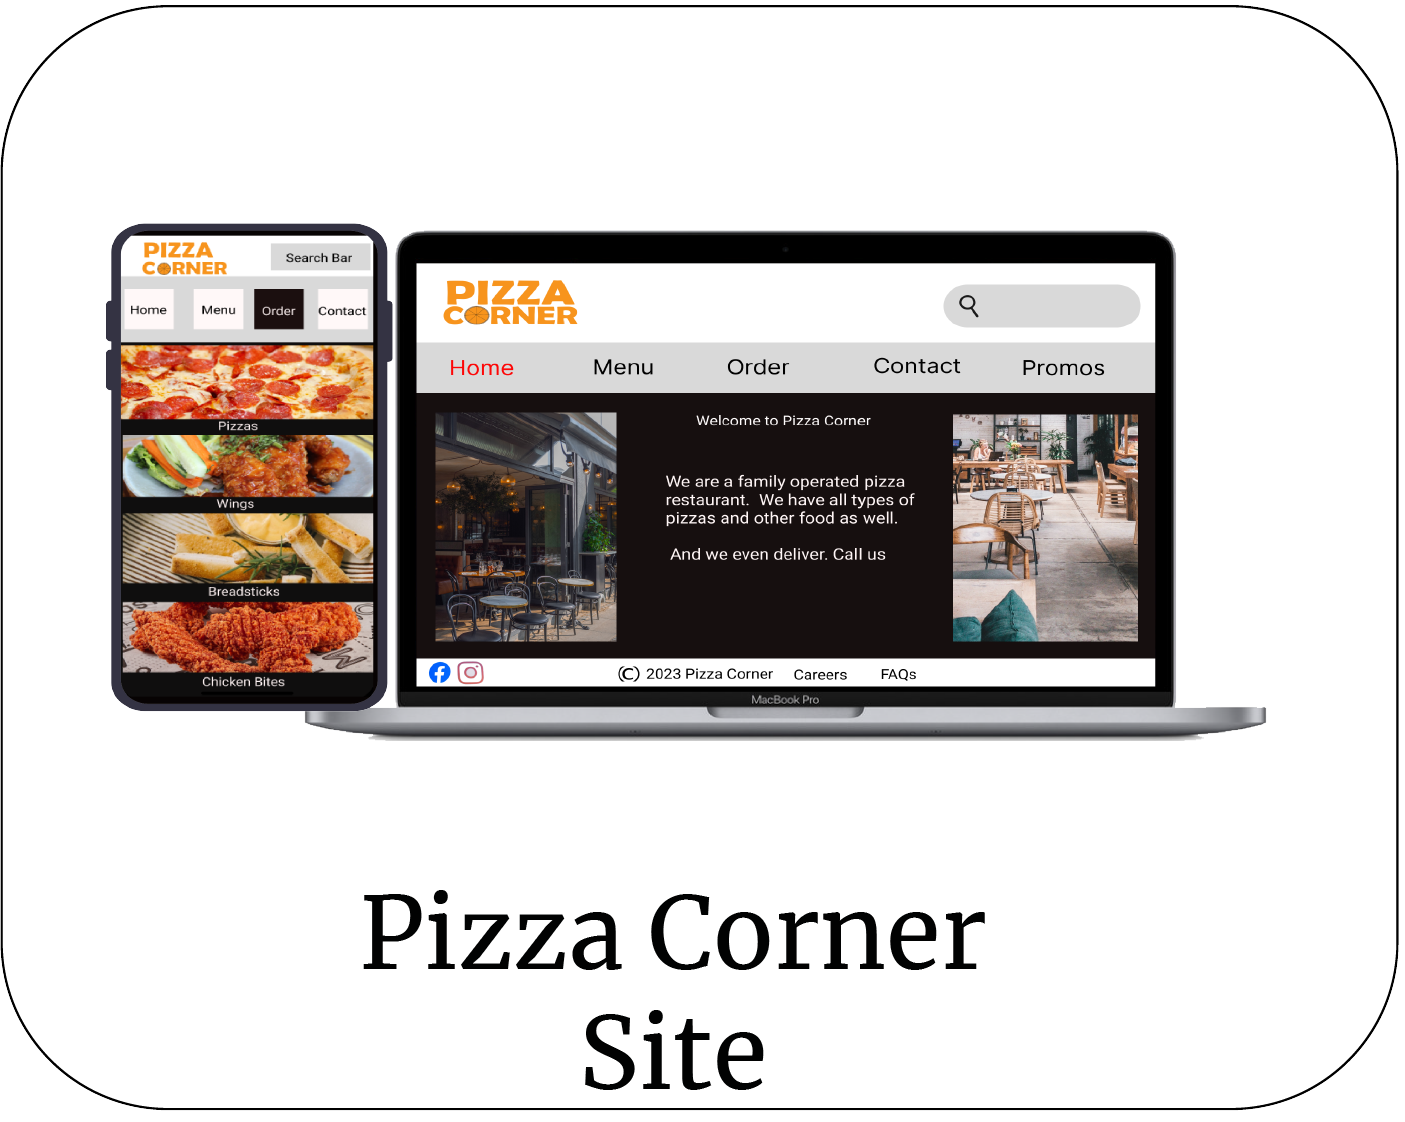 PIZZA
CORNER
Search Bar
Home Menu Order Contact
Pizzas
Wings
Breadsticks
Chicken Bites
PIZZA
CORNER
Home Menu Order Contact Promos
Welcome to Pizza Corner
We are a family operated pizza
restaurant. We have all types of
pizzas and other food as well.
And we even deliver. Call us
© 2023 Pizza Corner Careers FAQs
MacBook Pro
Pizza Corner
Site